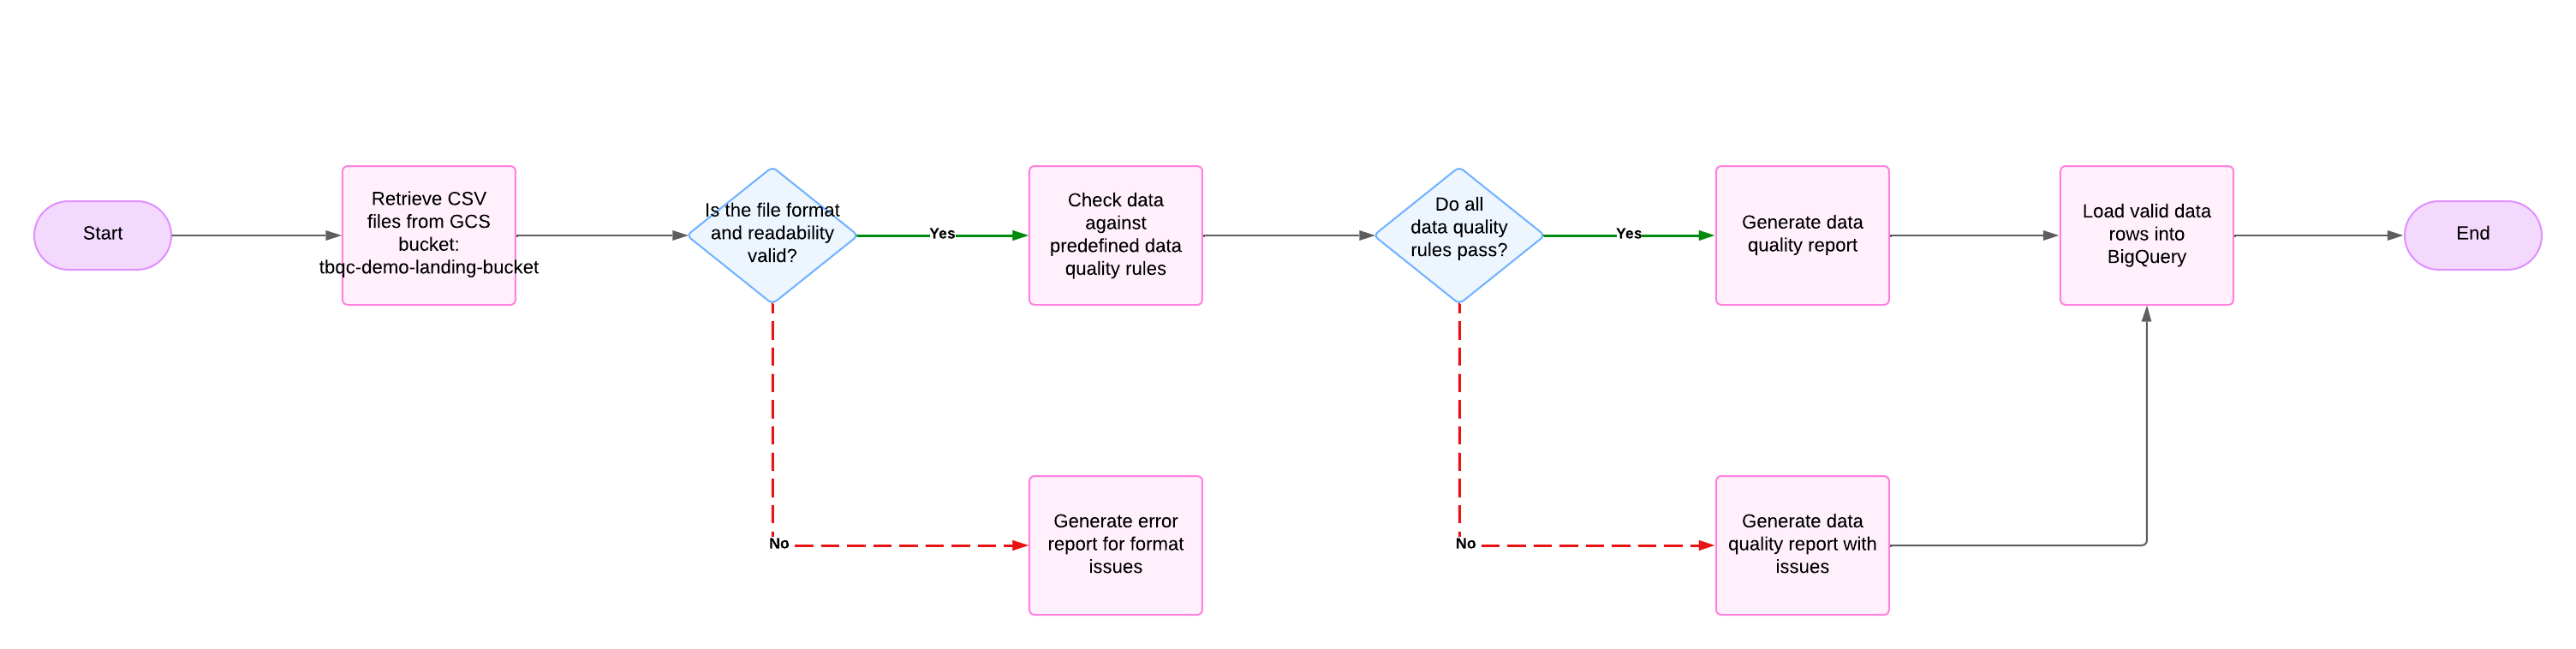 Start
Retrieve CSV
files from GCS
bucket:
tbqc-demo-landing-bucket
Is the file format
and readability
valid?
Yes
Check data
against
predefined data
quality rules
Do all
data quality
rules pass?
Yes
Generate data
quality report
Load valid data
rows into
BigQuery
End
No
Generate error
report for format
issues
No
Generate data
quality report with
issues